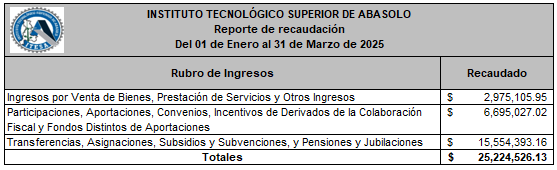 INSTITUTO TECNOLÓGICO SUPERIOR DE ABASOLO
Reporte de recaudación
Del 01 de Enero al 31 de Marzo de 2025
Rubro de Ingresos Recaudado
Ingresos por Venta de Bienes, Prestación de Servicios y Otros Ingresos $ 2,975,105.95
Participaciones, Aportaciones, Convenios, Incentivos de Derivados de la Colaboración $ 6,695,027.02
Fiscal y Fondos Distintos de Aportaciones
Transferencias, Asignaciones, Subsidios y Subvenciones, y Pensiones y Jubilaciones $ 15,554,393.16
Totales $ 25,224,526.13